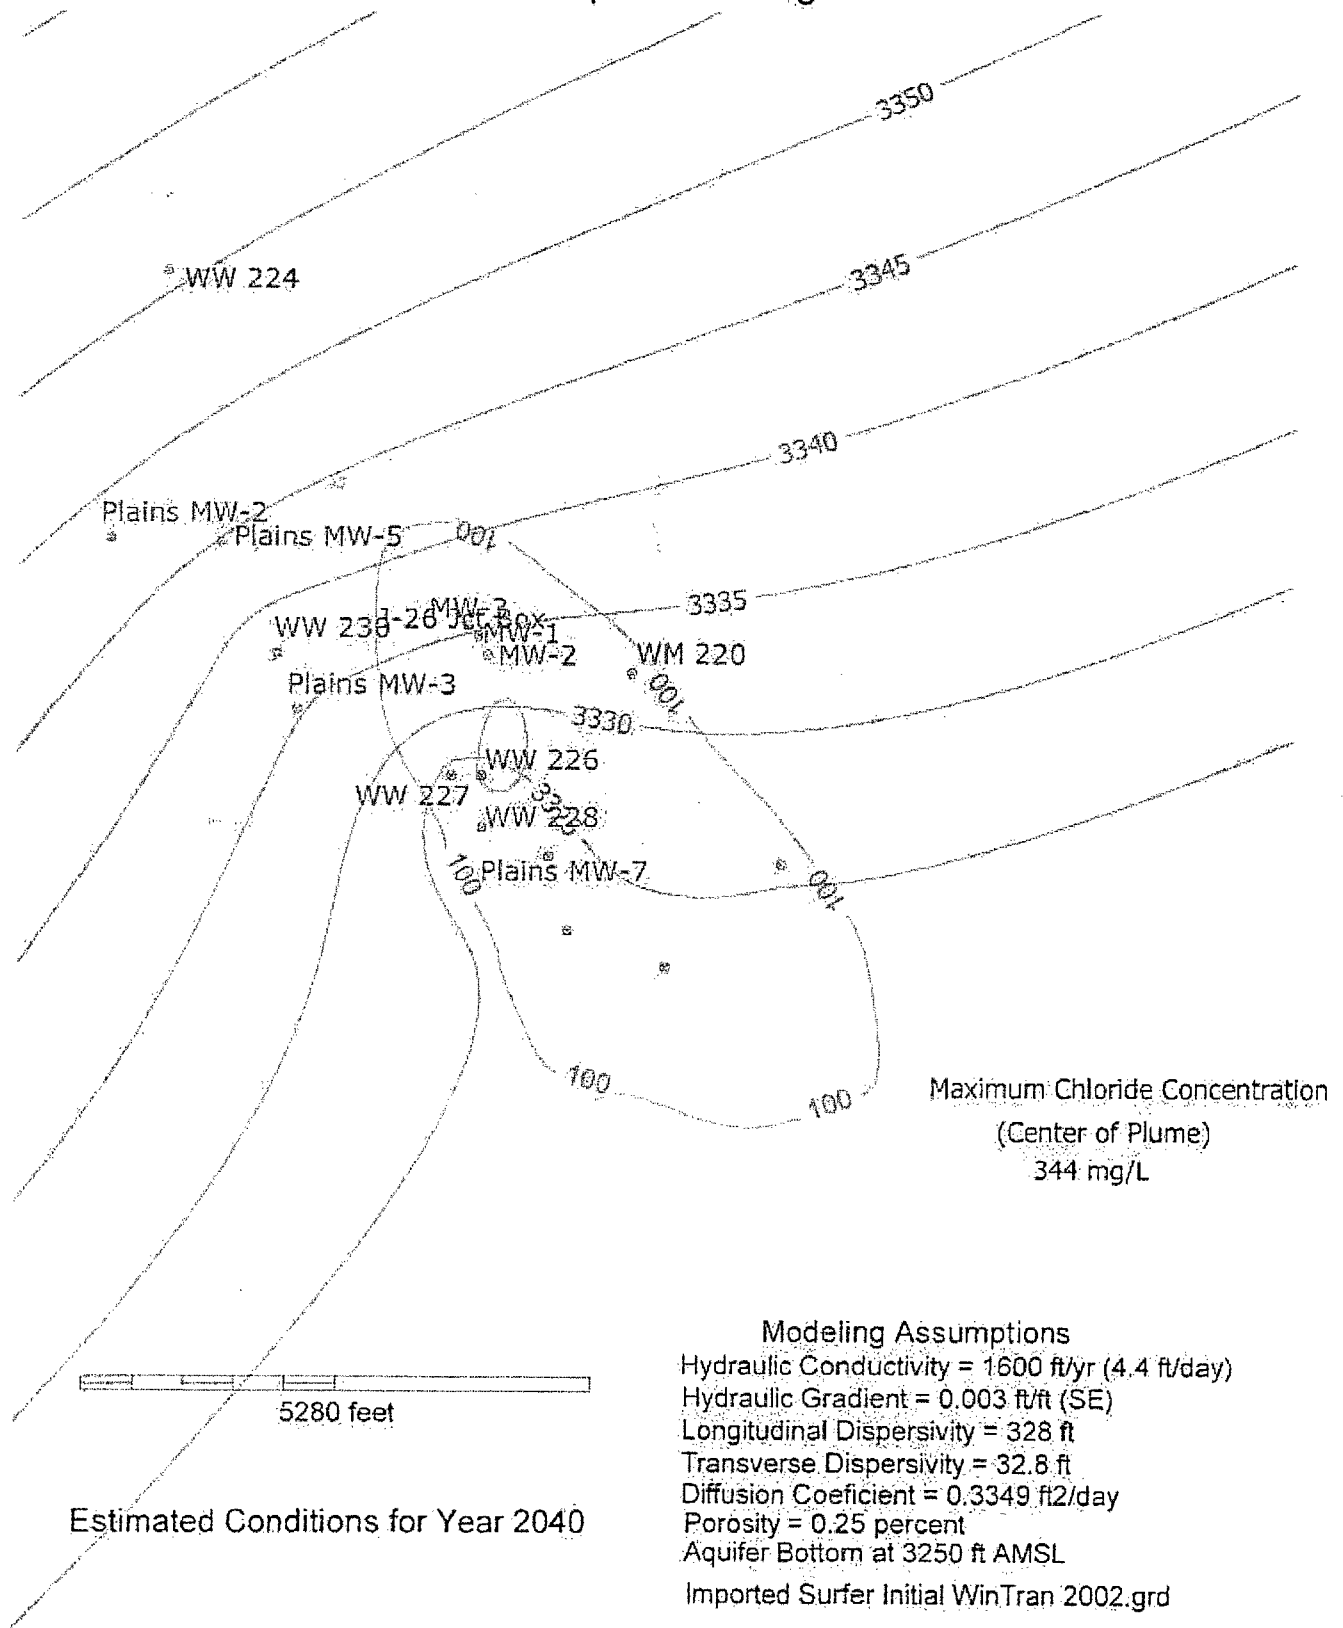 3350
WW 224
3345
3340
Plains MW-2
Plains MW-5
100
3335
MW-3
J-26 Jct Box
WW 230
MW-1
MW-2
WM 220
Plains MW-3
100
3330
WW 226
WW 227
WW 228
100
Plains MW-7
100
100
100
Maximum Chloride Concentration
(Center of Plume)
344 mg/L
Modeling Assumptions
Hydraulic Conductivity = 1600 ft/yr (4.4 ft/day)
Hydraulic Gradient = 0.003 ft/ft (SE)
5280 feet
Longitudinal Dispersivity = 328 ft
Transverse Dispersivity = 32.8 ft
Diffusion Coeficient = 0.3349 ft2/day
Estimated Conditions for Year 2040
Porosity = 0.25 percent
Aquifer Bottom at 3250 ft AMSL
Imported Surfer Initial WinTran 2002.grd